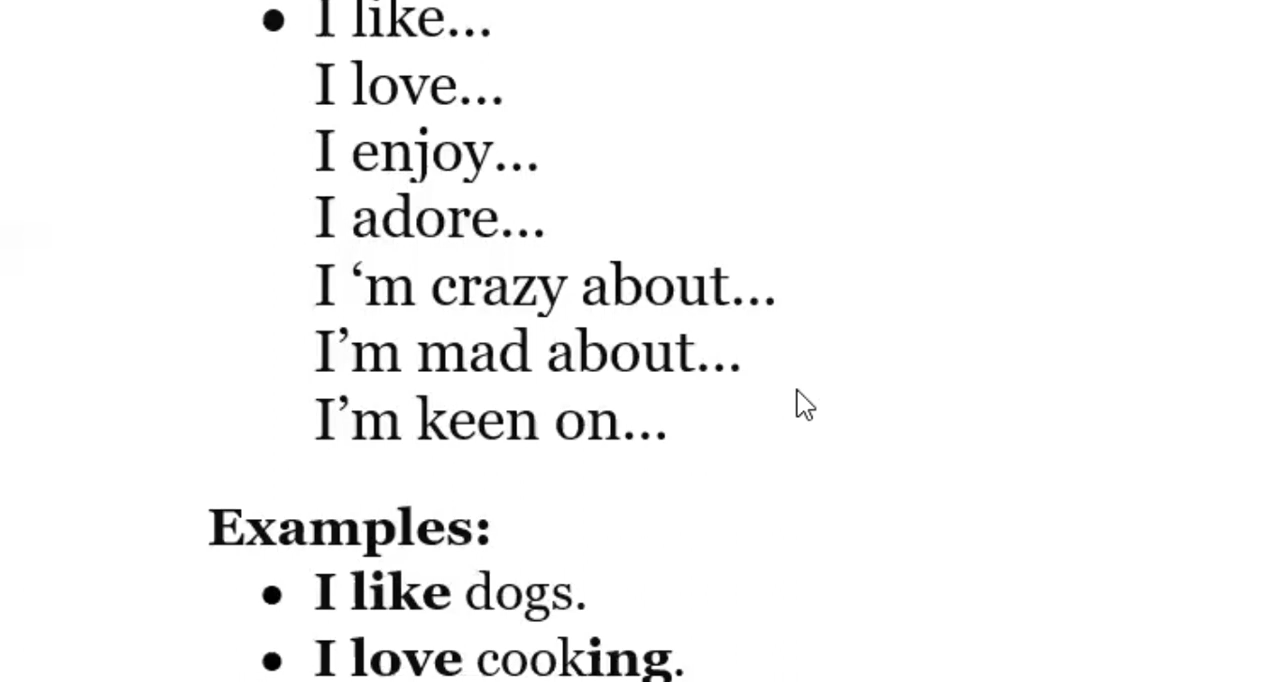 • I like...
I love...
I enjoy...
I adore...
I ‘m crazy about...
I’m mad about...
I’m keen on...
Examples:
• I like dogs.
• I love cooking.